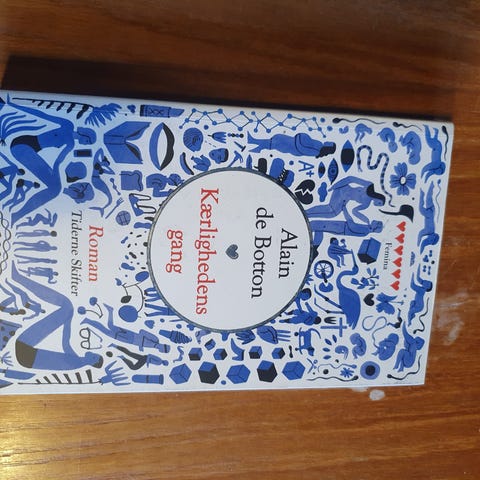 ♥♥♥♥♥♥
Femina
Alain
de Botton
Kærlighedens
gang
Roman
Tiderne Skifter